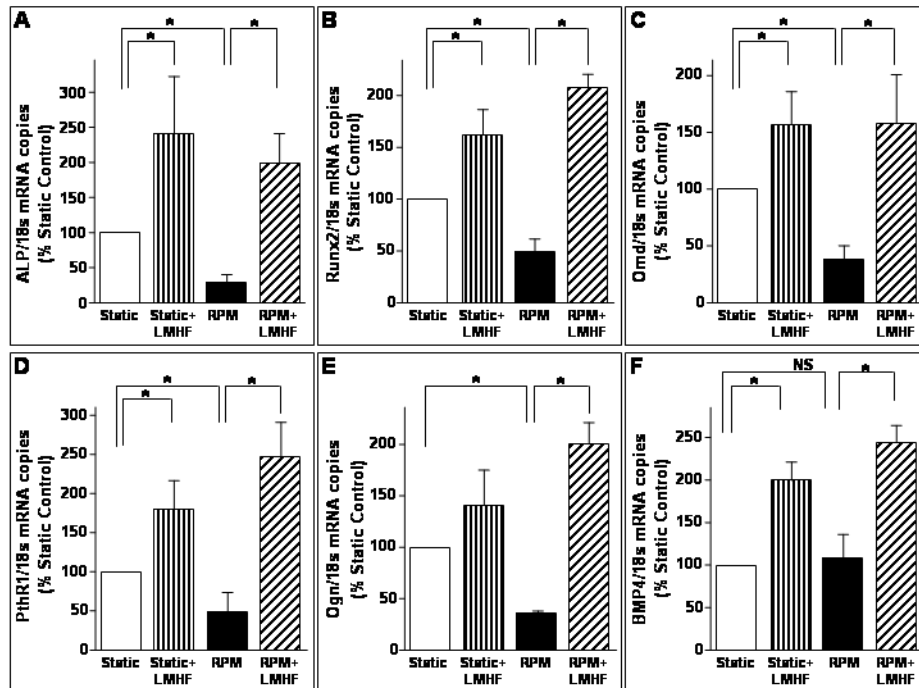 A
*
*
*
ALP/18s mRNA copies
(% Static Control)
300
250
200
150
100
50
0
Static
Static+
LMHF
RPM
RPM+
LMHF
B
*
*
*
Runx2/18s mRNA copies
(% Static Control)
200
150
100
50
0
Static
Static+
LMHF
RPM
RPM+
LMHF
C
*
*
*
Omd/18s mRNA copies
(% Static Control)
200
150
100
50
0
Static
Static+
LMHF
RPM
RPM+
LMHF
D
*
*
*
PthR1/18s mRNA copies
(% Static Control)
300
250
200
150
100
50
0
Static
Static+
LMHF
RPM
RPM+
LMHF
E
*
*
Ogn/18s mRNA copies
(% Static Control)
200
150
100
50
0
Static
Static+
LMHF
RPM
RPM+
LMHF
F
NS
*
*
BMP4/18s mRNA copies
(% Static Control)
250
200
150
100
50
0
Static
Static+
LMHF
RPM
RPM+
LMHF